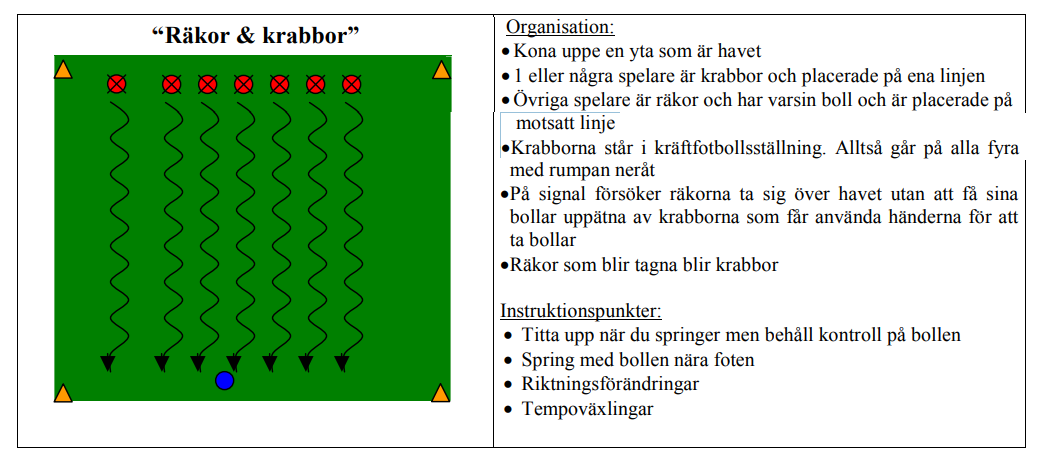 “Räkor & krabbor”
Organisation:
• Kona uppe en yta som är havet
• 1 eller några spelare är krabbor och placerade på ena linjen
• Övriga spelare är räkor och har varsin boll och är placerade på
motsatt linje
• Krabborna står i kräftfotbollsställning. Alltså går på alla fyra
med rumpan neråt
• På signal försöker räkorna ta sig över havet utan att få sina
bollar uppätna av krabborna som får använda händerna för att
ta bollar
• Räkor som blir tagna blir krabbor
Instruktionspunkter:
• Titta upp när du springer men behåll kontroll på bollen
• Spring med bollen nära foten
• Riktningsförändringar
• Tempoväxlingar